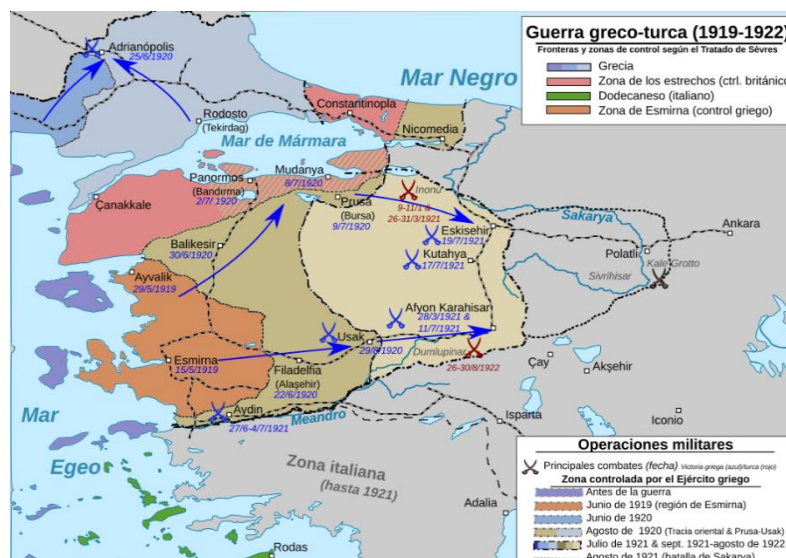 Guerra greco-turca (1919-1922)
Fronteras y zonas de control según el Tratado de Sèvres
Grecia
Zona de los estrechos (ctrl. británico
Dodecaneso (italiano)
Zona de Esmirna (control griego)
Adrianópolis
25/6/1920
Mar Negro
Constantinopla
Rodosto
(Tekirdag)
Nicomedia
Mar de Mármara
Panormos
(Bandırma)
2/7/ 1920
Mudanya
8/7/1920
Inonu
9-11/1 &
26-31/3/1921
Çanakkale
Prusa
(Bursa)
9/7/1920
Sakarya
Eskisehir
19/7/1921
Ankara
Balikesir
30/6/1920
Kutahya
17/7/1921
Polatli
Kale Grotto
Sivrihisar
Ayvalik
29/5/1919
Afyon Karahisari
28/3/1921 &
11/7/1921
Usak
29/8/1920
Dumlupinar
26-30/8/1922
Esmirna
15/5/1919
Filadelfia
(Alaşehir)
22/6/1920
Çay
Akşehir
Aydin
27/6-4/7/1921
Meandro
Isparta
Iconio
Mar
Egeo
Zona italiana
(hasta 1921)
Adalia
Rodas
Operaciones militares
Principales combates (fecha) Victoria griega (azul)/turca (rojo)
Zona controlada por el Ejército griego
Antes de la guerra
Junio de 1919 (región de Esmirna)
Junio de 1920
Agosto de 1920 (Tracia oriental & Prusa-Usak)
Julio de 1921 & sept. 1921-agosto de 1922
Agosto de 1921 (batalla de Sakarya)